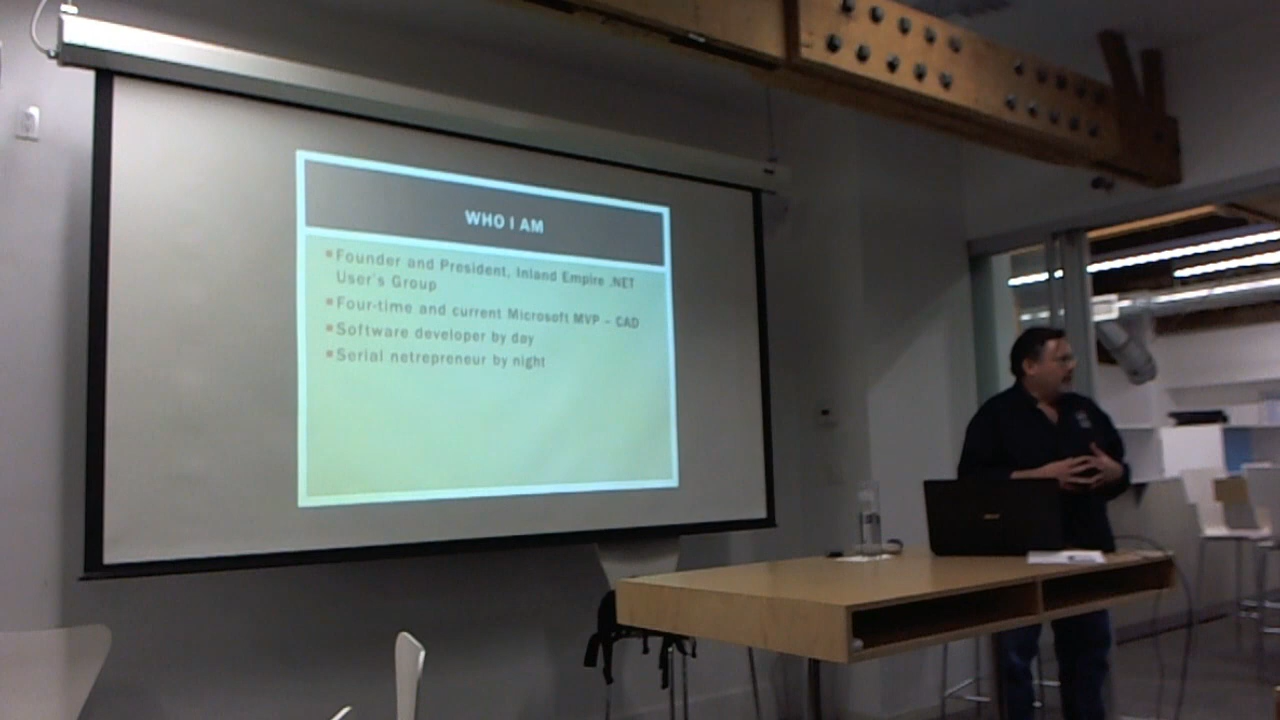 WHO I AM
Founder and President, Inland Empire .NET
User's Group
Four-time and current Microsoft MVP – CAD
Software developer by day
Serial netrepreneur by night